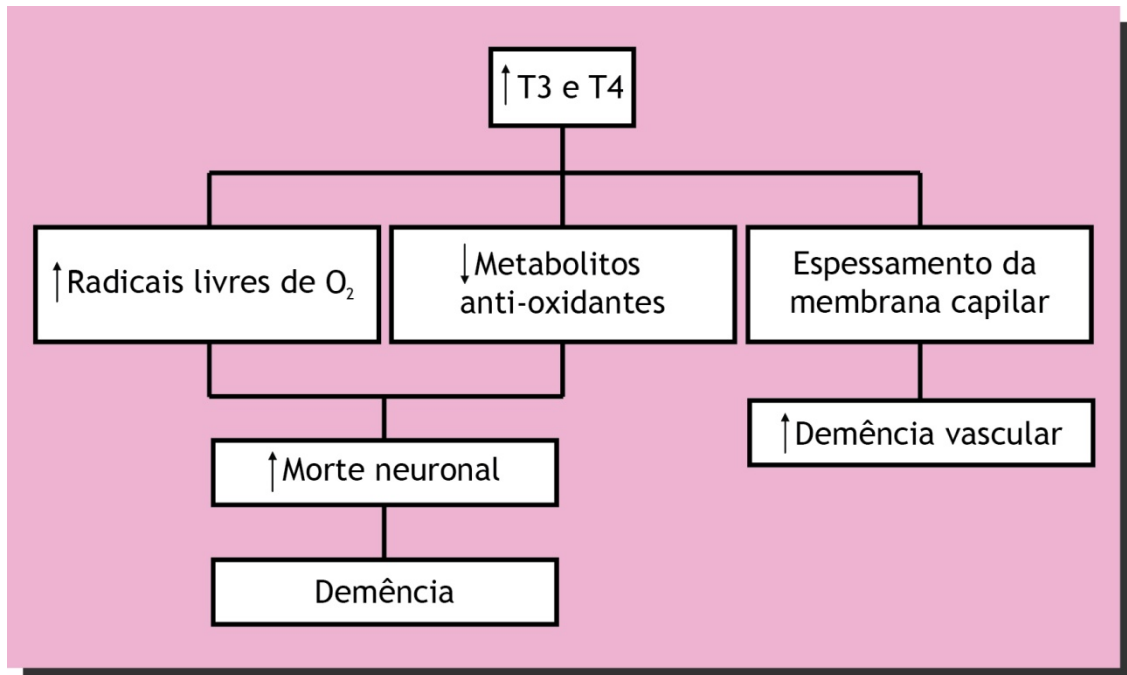 ↑T3 e T4
↑Radicais livres de O₂
↓Metabolitos
anti-oxidantes
Espessamento da
membrana capilar
↑Morte neuronal
↑Demência vascular
Demência